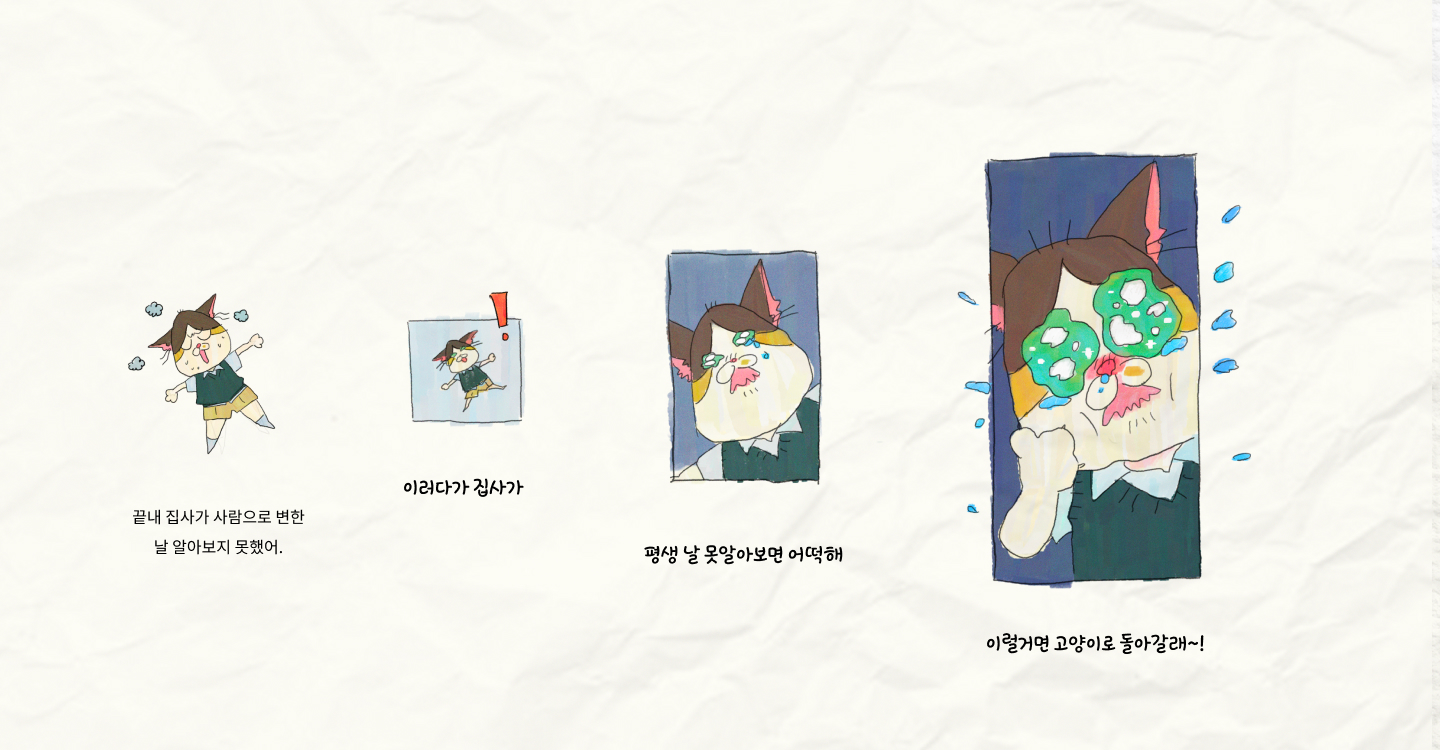 끝내 집사가 사람으로 변한
날 알아보지 못했어.
이러다가 집사가
평생 날 못알아보면 어떡해
이럴거면 고양이로 돌아갈래~!